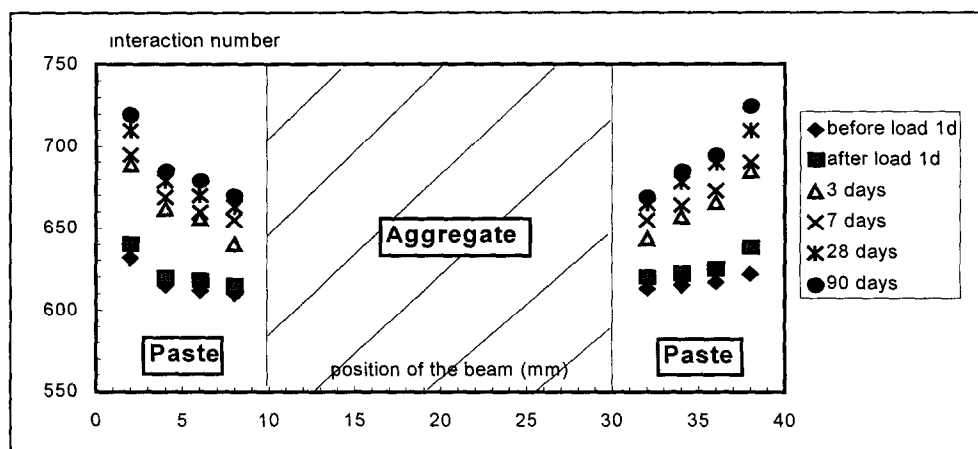 interaction number
750
700
650
600
550
Aggregate
Paste
Paste
position of the beam (mm)
0 5 10 15 20 25 30 35 40
before load 1d
after load 1d
3 days
7 days
28 days
90 days